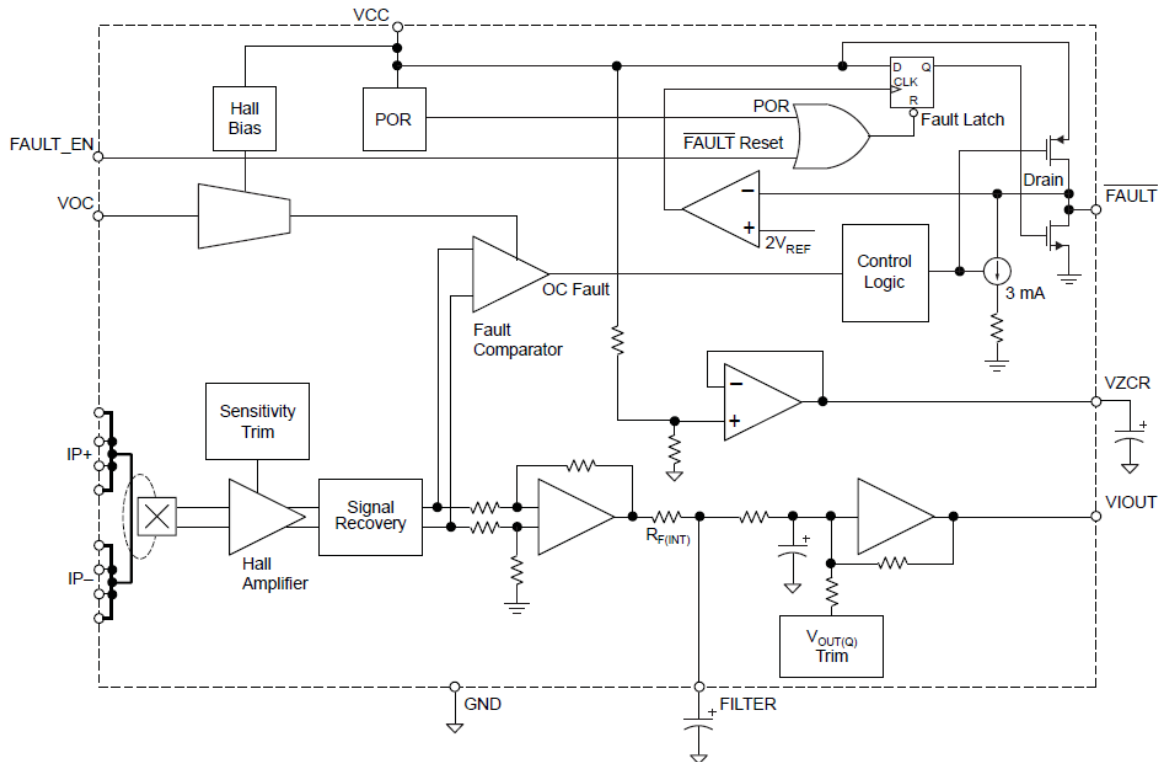 VCC
Hall
Bias
POR
POR
D Q
CLK
R
Fault Latch
FAULT_EN
FAULT Reset
Drain
FAULT
VOC
−
+
2VREF
Control
Logic
3 mA
OC Fault
Fault
Comparator
−
+
VZCR
+
Sensitivity
Trim
IP+
Signal
Recovery
Hall
Amplifier
RF(INT)
+
VIOUT
IP–
VOUT(Q)
Trim
GND
+
FILTER